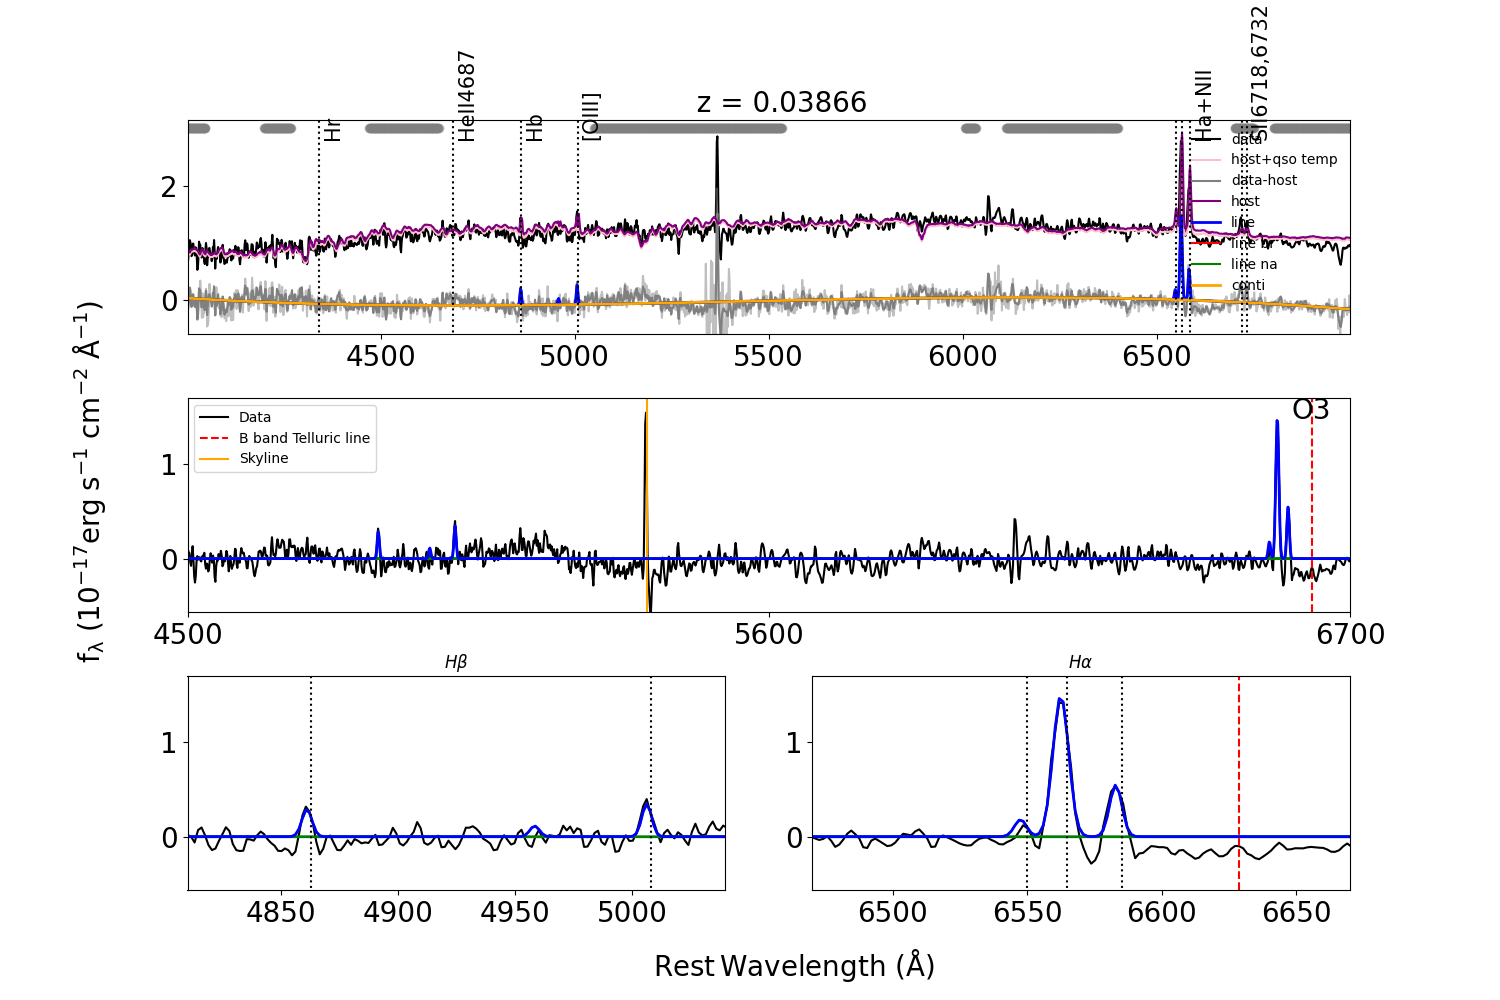 z = 0.03866
Hr
HeII4687
Hb
[OIII]
Ha+NII
SII6718,6732
data
host+qso temp
data-host
host
line
line br
line na
conti
2
0
4500 5000 5500 6000 6500
Data
B band Telluric line
Skyline
O3
1
0
4500 5600 6700
fλ (10⁻¹⁷erg s⁻¹ cm⁻² Å⁻¹)
Hβ
1
0
4850 4900 4950 5000
Hα
1
0
6500 6550 6600 6650
Rest Wavelength (Å)